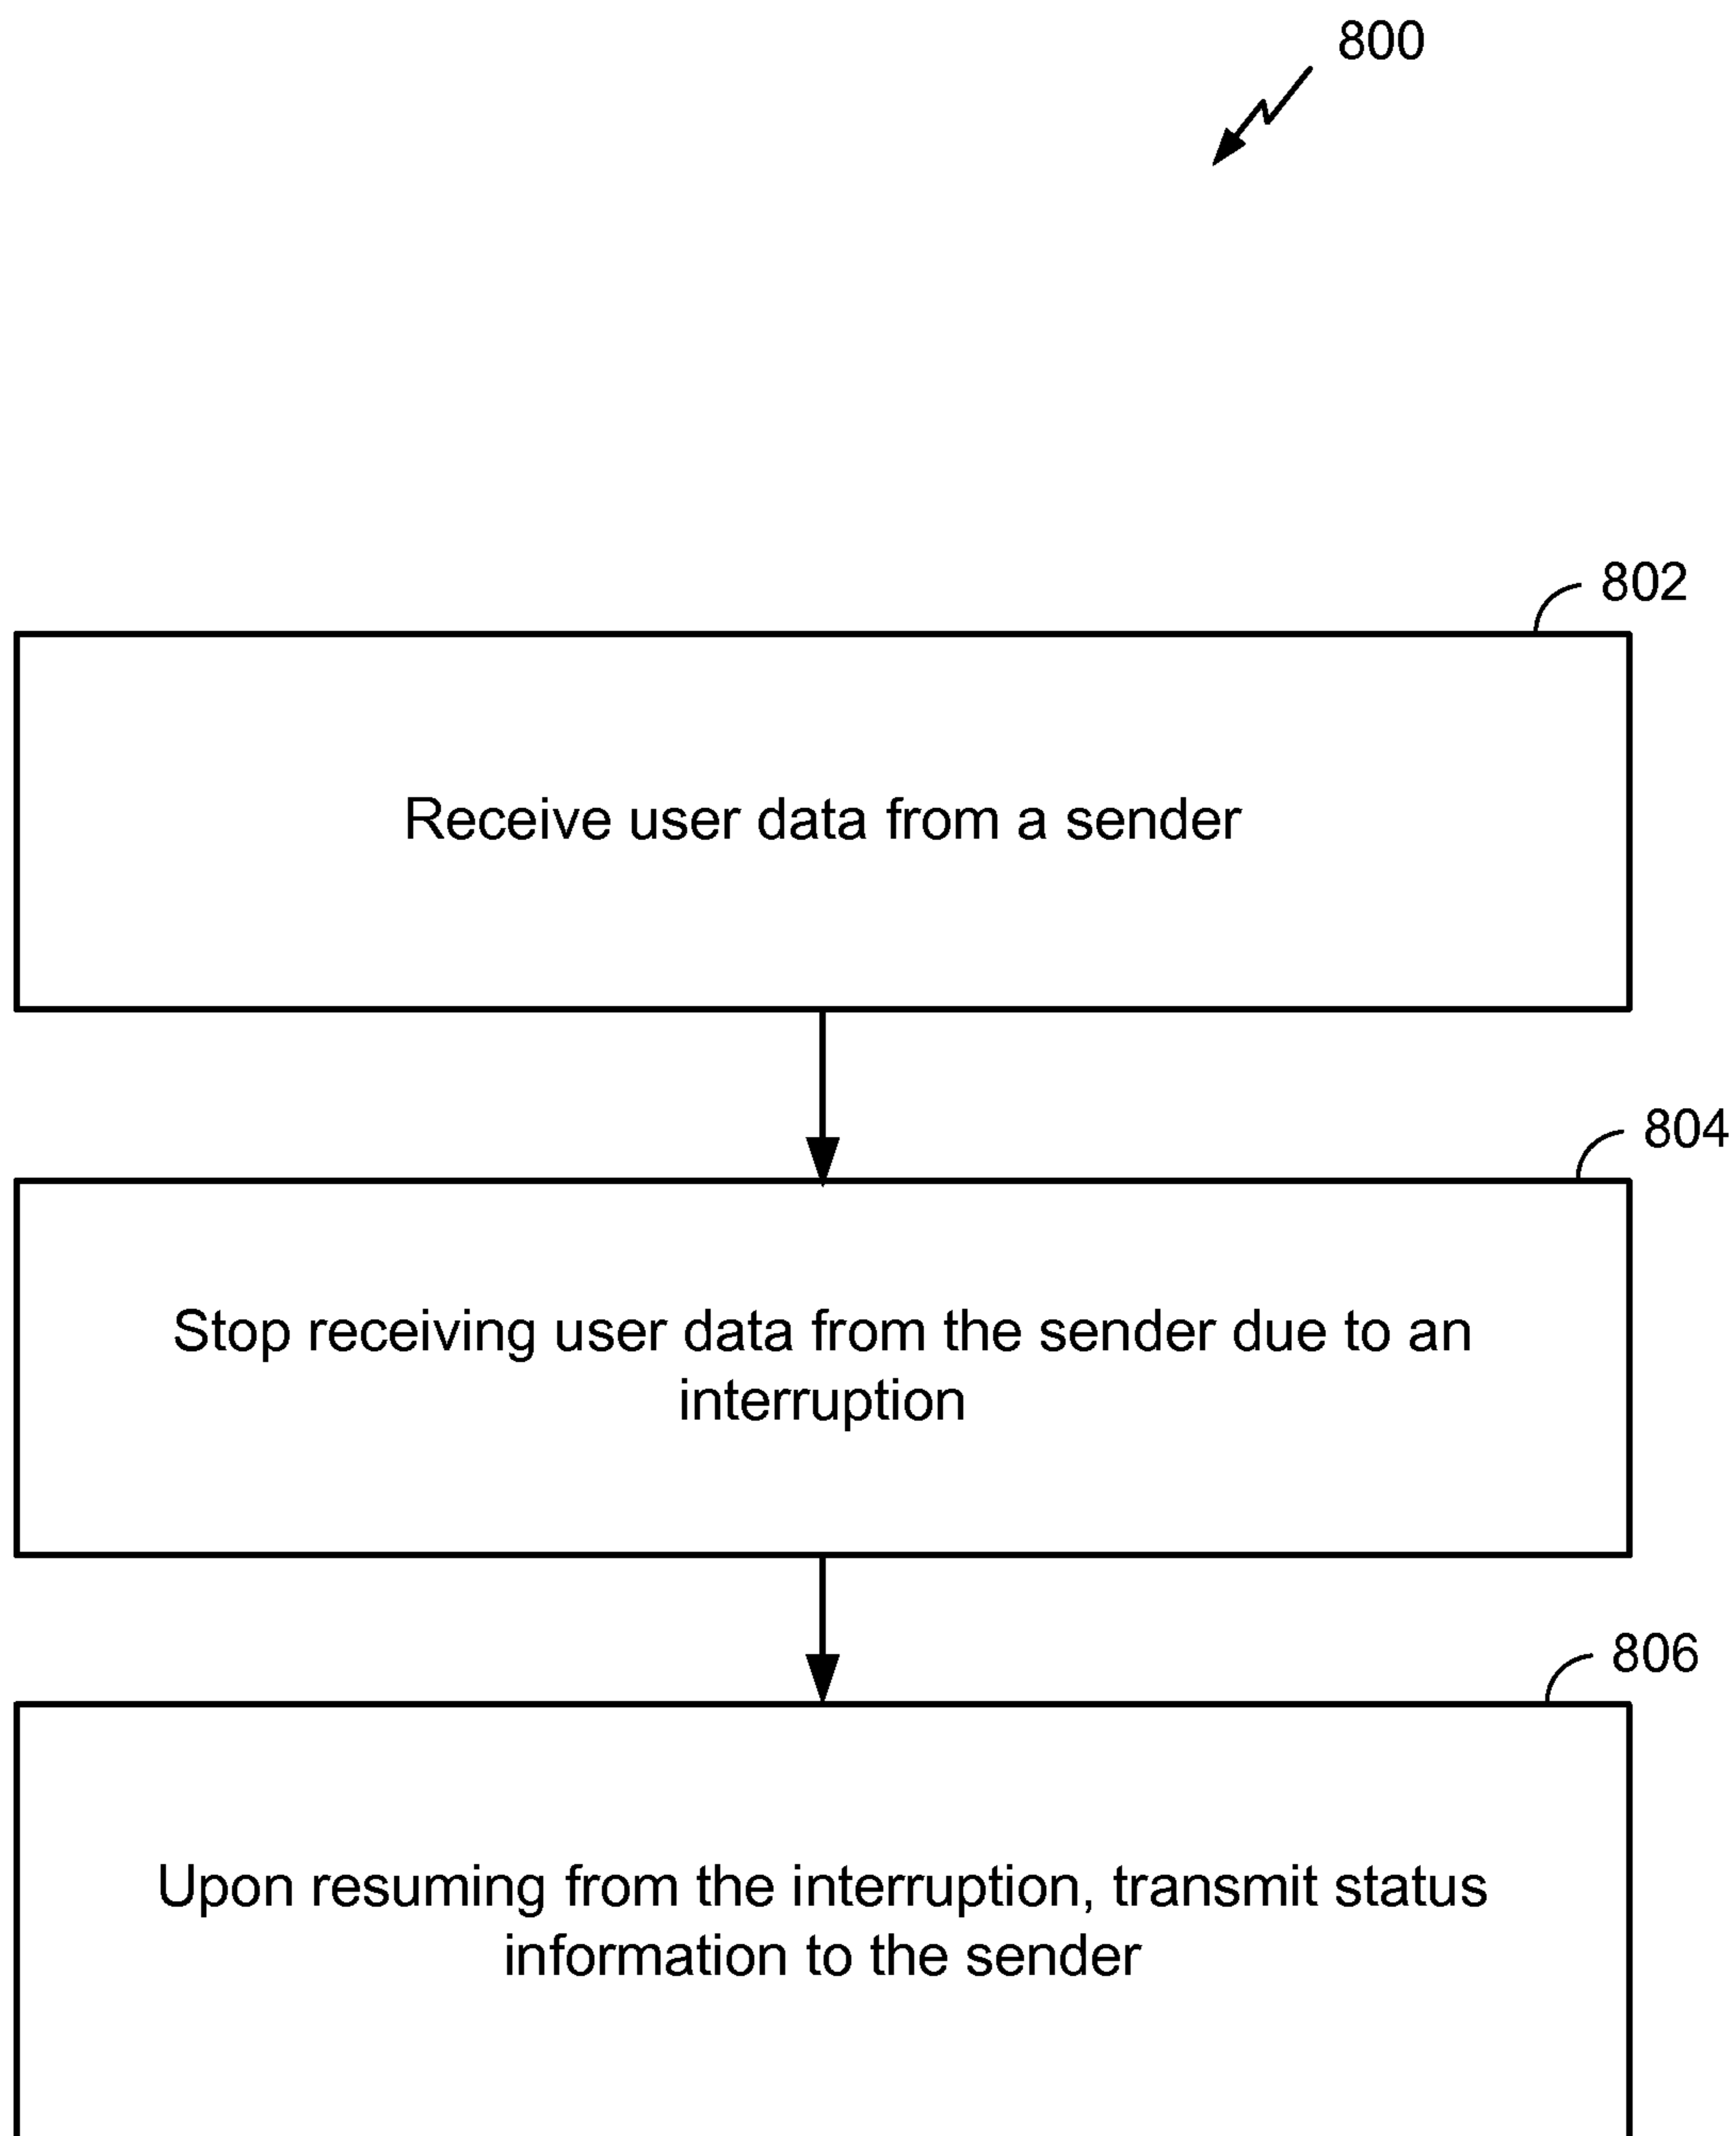 800
802
Receive user data from a sender
804
Stop receiving user data from the sender due to an
interruption
806
Upon resuming from the interruption, transmit status
information to the sender